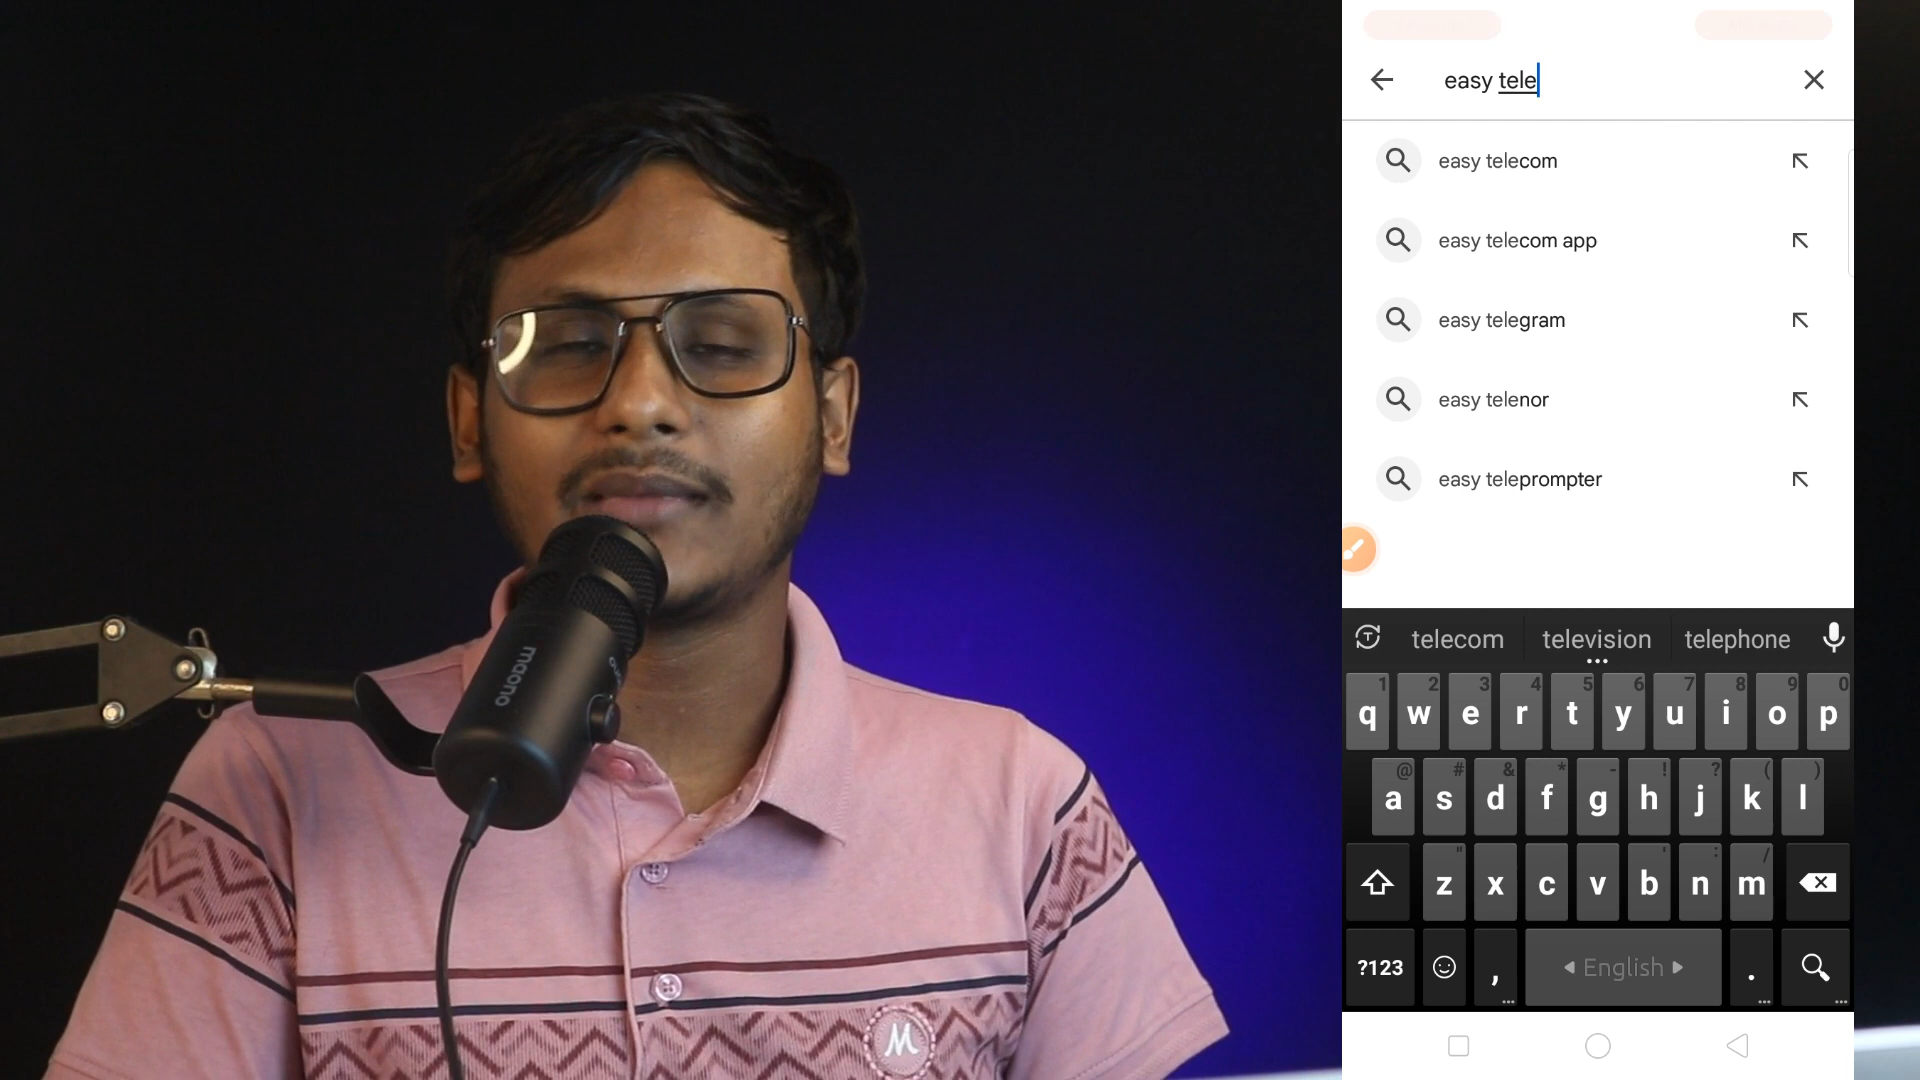 easy tele
easy telecom
easy telecom app
easy telegram
easy telenor
easy teleprompter
telecom television telephone
1 2 3 4 5 6 7 8 9 0
q w e r t y u i o p
@ # & * - ! ? ( )
a s d f g h j k l
" ' : /
z x c v b n m
?123 , English .
maono
M